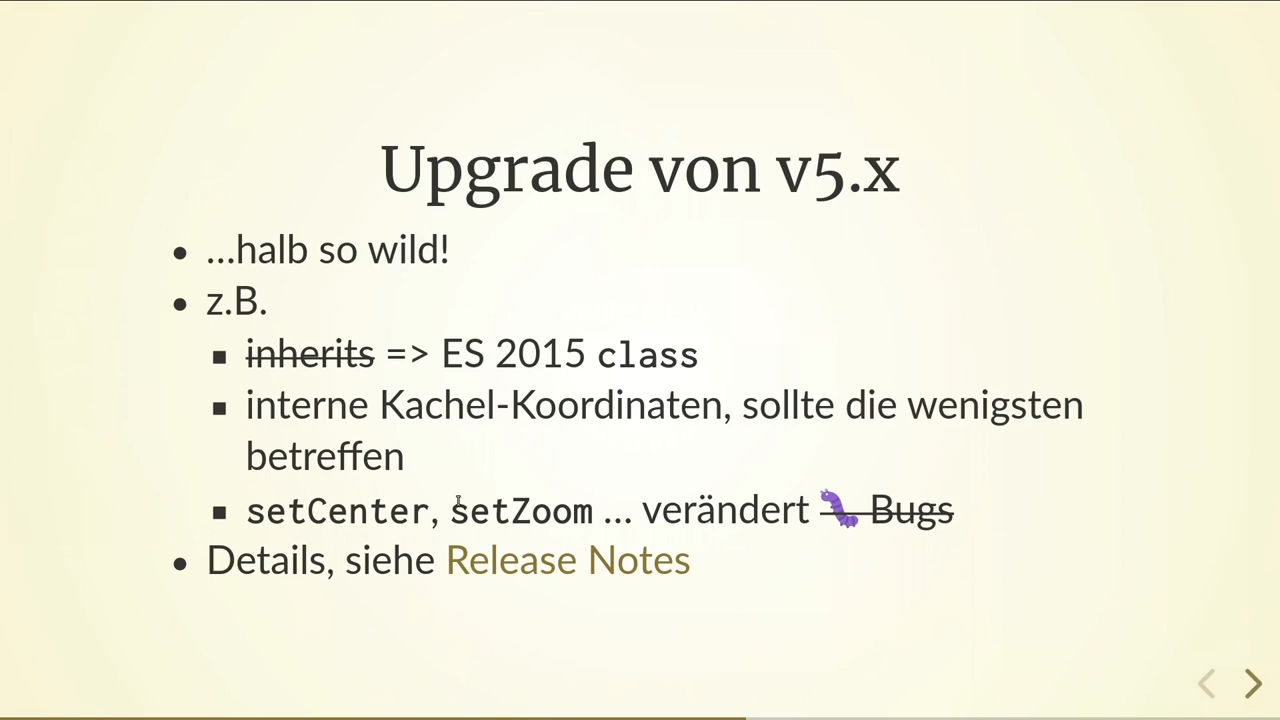 Upgrade von v5.x
...halb so wild!
z.B.
inherits => ES 2015 class
interne Kachel-Koordinaten, sollte die wenigsten
betreffen
setCenter, setZoom ... verändert 🐛 Bugs
Details, siehe Release Notes